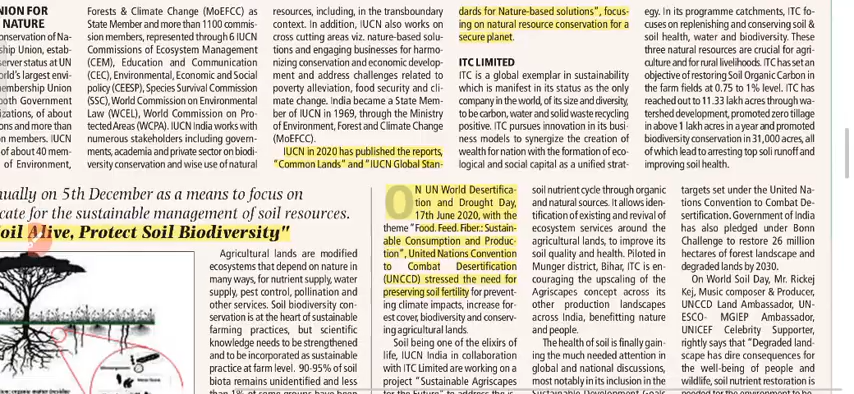 NION FOR
NATURE
onservation of Na-
ship Union, estab-
server status at UN
orld's largest envi-
embership Union
both Government
izations, of about
ions and more than
on members. IUCN
of about 40 mem-
of Environment,
Forests & Climate Change (MoEFCC) as
State Member and more than 1100 commis-
sion members, represented through 6 IUCN
Commissions of Ecosystem Management
(CEM), Education and Communication
(CEC), Environmental, Economic and Social
policy (CEESP), Species Survival Commission
(SSC), World Commission on Environmental
Law (WCEL), World Commission on Pro-
tected Areas (WCPA). IUCN India works with
numerous stakeholders including govern-
ments, academia and private sector on biodi-
versity conservation and wise use of natural
resources, including, in the transboundary
context. In addition, IUCN also works on
cross cutting areas viz. nature-based solu-
tions and engaging businesses for harmo-
nizing conservation and economic develop-
ment and address challenges related to
poverty alleviation, food security and cli-
mate change. India became a State Mem-
ber of IUCN in 1969, through the Ministry
of Environment, Forest and Climate Change
(MoEFCC).
IUCN in 2020 has published the reports,
"Common Lands" and "IUCN Global Stan-
dards for Nature-based solutions", focus-
ing on natural resource conservation for a
secure planet.
ITC LIMITED
ITC is a global exemplar in sustainability
which is manifest in its status as the only
company in the world, of its size and diversity,
to be carbon, water and solid waste recycling
positive. ITC pursues innovation in its busi-
ness models to synergize the creation of
wealth for nation with the formation of eco-
logical and social capital as a unified strat-
egy. In its programme catchments, ITC fo-
cuses on replenishing and conserving soil &
soil health, water and biodiversity. These
three natural resources are crucial for agri-
culture and for rural livelihoods. ITC has set an
objective of restoring Soil Organic Carbon in
the farm fields at 0.75 to 1% level. ITC has
reached out to 11.33 lakh acres through wa-
tershed development, promoted zero tillage
in above 1 lakh acres in a year and promoted
biodiversity conservation in 31,000 acres, all
of which lead to arresting top soli runoff and
improving soil health.
nually on 5th December as a means to focus on
cate for the sustainable management of soil resources.
Soil Alive, Protect Soil Biodiversity"
Agricultural lands are modified
ecosystems that depend on nature in
many ways, for nutrient supply, water
supply, pest control, pollination and
other services. Soil biodiversity con-
servation is at the heart of sustainable
farming practices, but scientific
knowledge needs to be strengthened
and to be incorporated as sustainable
practice at farm level. 90-95% of soil
biota remains unidentified and less
than 1% of some groups have been
ON UN World Desertifica-
tion and Drought Day,
17th June 2020, with the
theme "Food. Feed. Fiber.: Sustain-
able Consumption and Produc-
tion", United Nations Convention
to Combat Desertification
(UNCCD) stressed the need for
preserving soil fertility for prevent-
ing climate impacts, increase for-
est cover, biodiversity and conserv-
ing agricultural lands.
Soil being one of the elixirs of
life, IUCN India in collaboration
with ITC Limited are working on a
project "Sustainable Agriscapes
for the Future" to address the is-
soil nutrient cycle through organic
and natural sources. It allows iden-
tification of existing and revival of
ecosystem services around the
agricultural lands, to improve its
soil quality and health. Piloted in
Munger district, Bihar, ITC is en-
couraging the upscaling of the
Agriscapes concept across its
other production landscapes
across India, benefitting nature
and people.
The health of soil is finally gain-
ing the much needed attention in
global and national discussions,
most notably in its inclusion in the
Sustainable Development Goals
targets set under the United Na-
tions Convention to Combat De-
sertification. Government of India
has also pledged under Bonn
Challenge to restore 26 million
hectares of forest landscape and
degraded lands by 2030.
On World Soil Day, Mr. Rickej
Kej, Music composer & Producer,
UNCCD Land Ambassador, UN-
ESCO- MGIEP Ambassador,
UNICEF Celebrity Supporter,
rightly says that "Degraded land-
scape has dire consequences for
the well-being of people and
wildlife, soil nutrient restoration is
needed for the environment to be